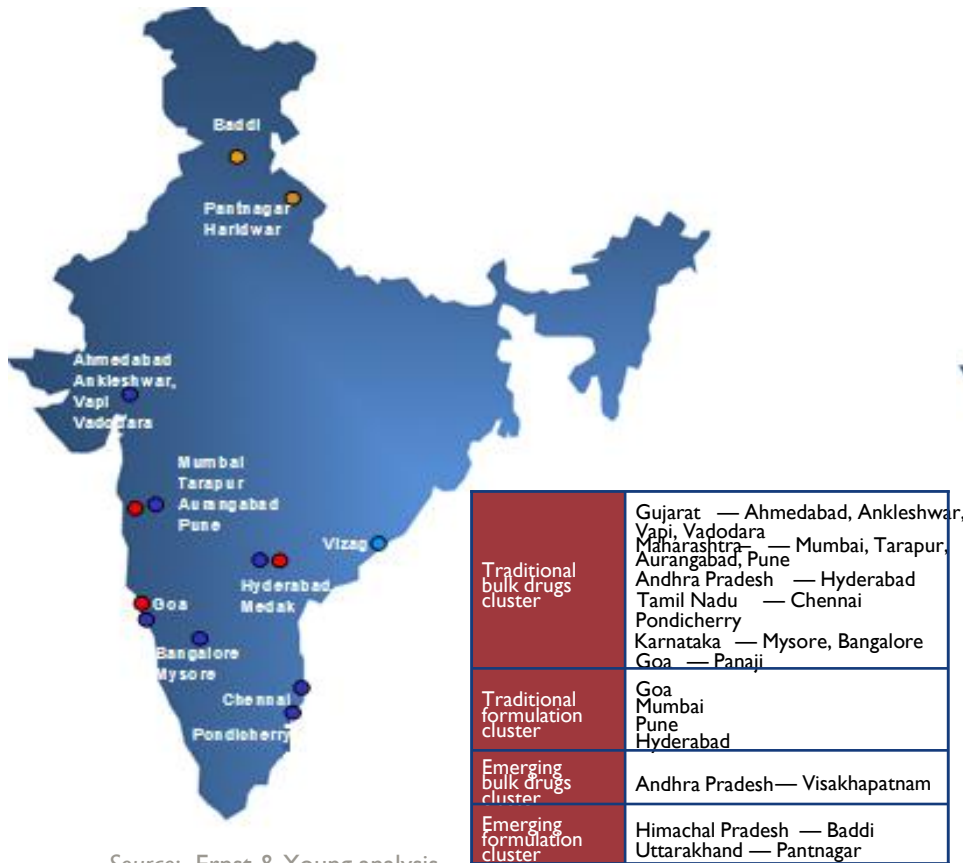 Baddi
Pantnagar
Haridwar
Ahmedabad
Ankleshwar,
Vapi
Vadodara
Mumbai
Tarapur
Aurangabad
Pune
Vizag
Hyderabad
Medak
Goa
Bangalore
Mysore
Chennai
Pondicherry
Traditional
bulk drugs
cluster
Gujarat — Ahmedabad, Ankleshwar,
Vapi, Vadodara
Maharashtra– — Mumbai, Tarapur,
Aurangabad, Pune
Andhra Pradesh — Hyderabad
Tamil Nadu — Chennai
Pondicherry
Karnataka — Mysore, Bangalore
Goa — Panaji
Traditional
formulation
cluster
Goa
Mumbai
Pune
Hyderabad
Emerging
bulk drugs
cluster
Andhra Pradesh— Visakhapatnam
Emerging
formulation
cluster
Himachal Pradesh — Baddi
Uttarakhand — Pantnagar
Source: Ernst & Young analysis